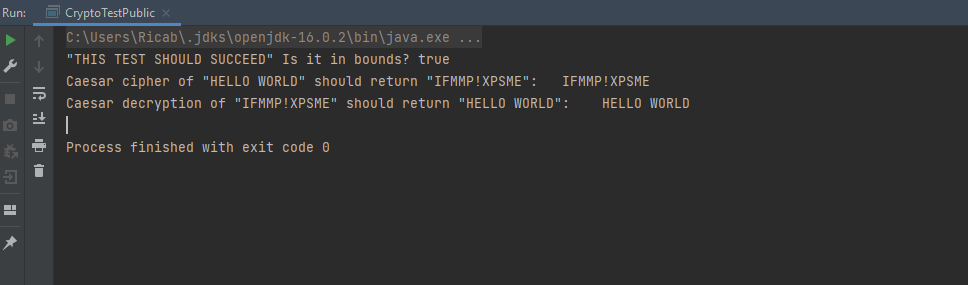 Run: CryptoTestPublic
C:\Users\Ricab\.jdks\openjdk-16.0.2\bin\java.exe ...
"THIS TEST SHOULD SUCCEED" Is it in bounds? true
Caesar cipher of "HELLO WORLD" should return "IFMMP!XPSME":   IFMMP!XPSME
Caesar decryption of "IFMMP!XPSME" should return "HELLO WORLD":    HELLO WORLD
Process finished with exit code 0